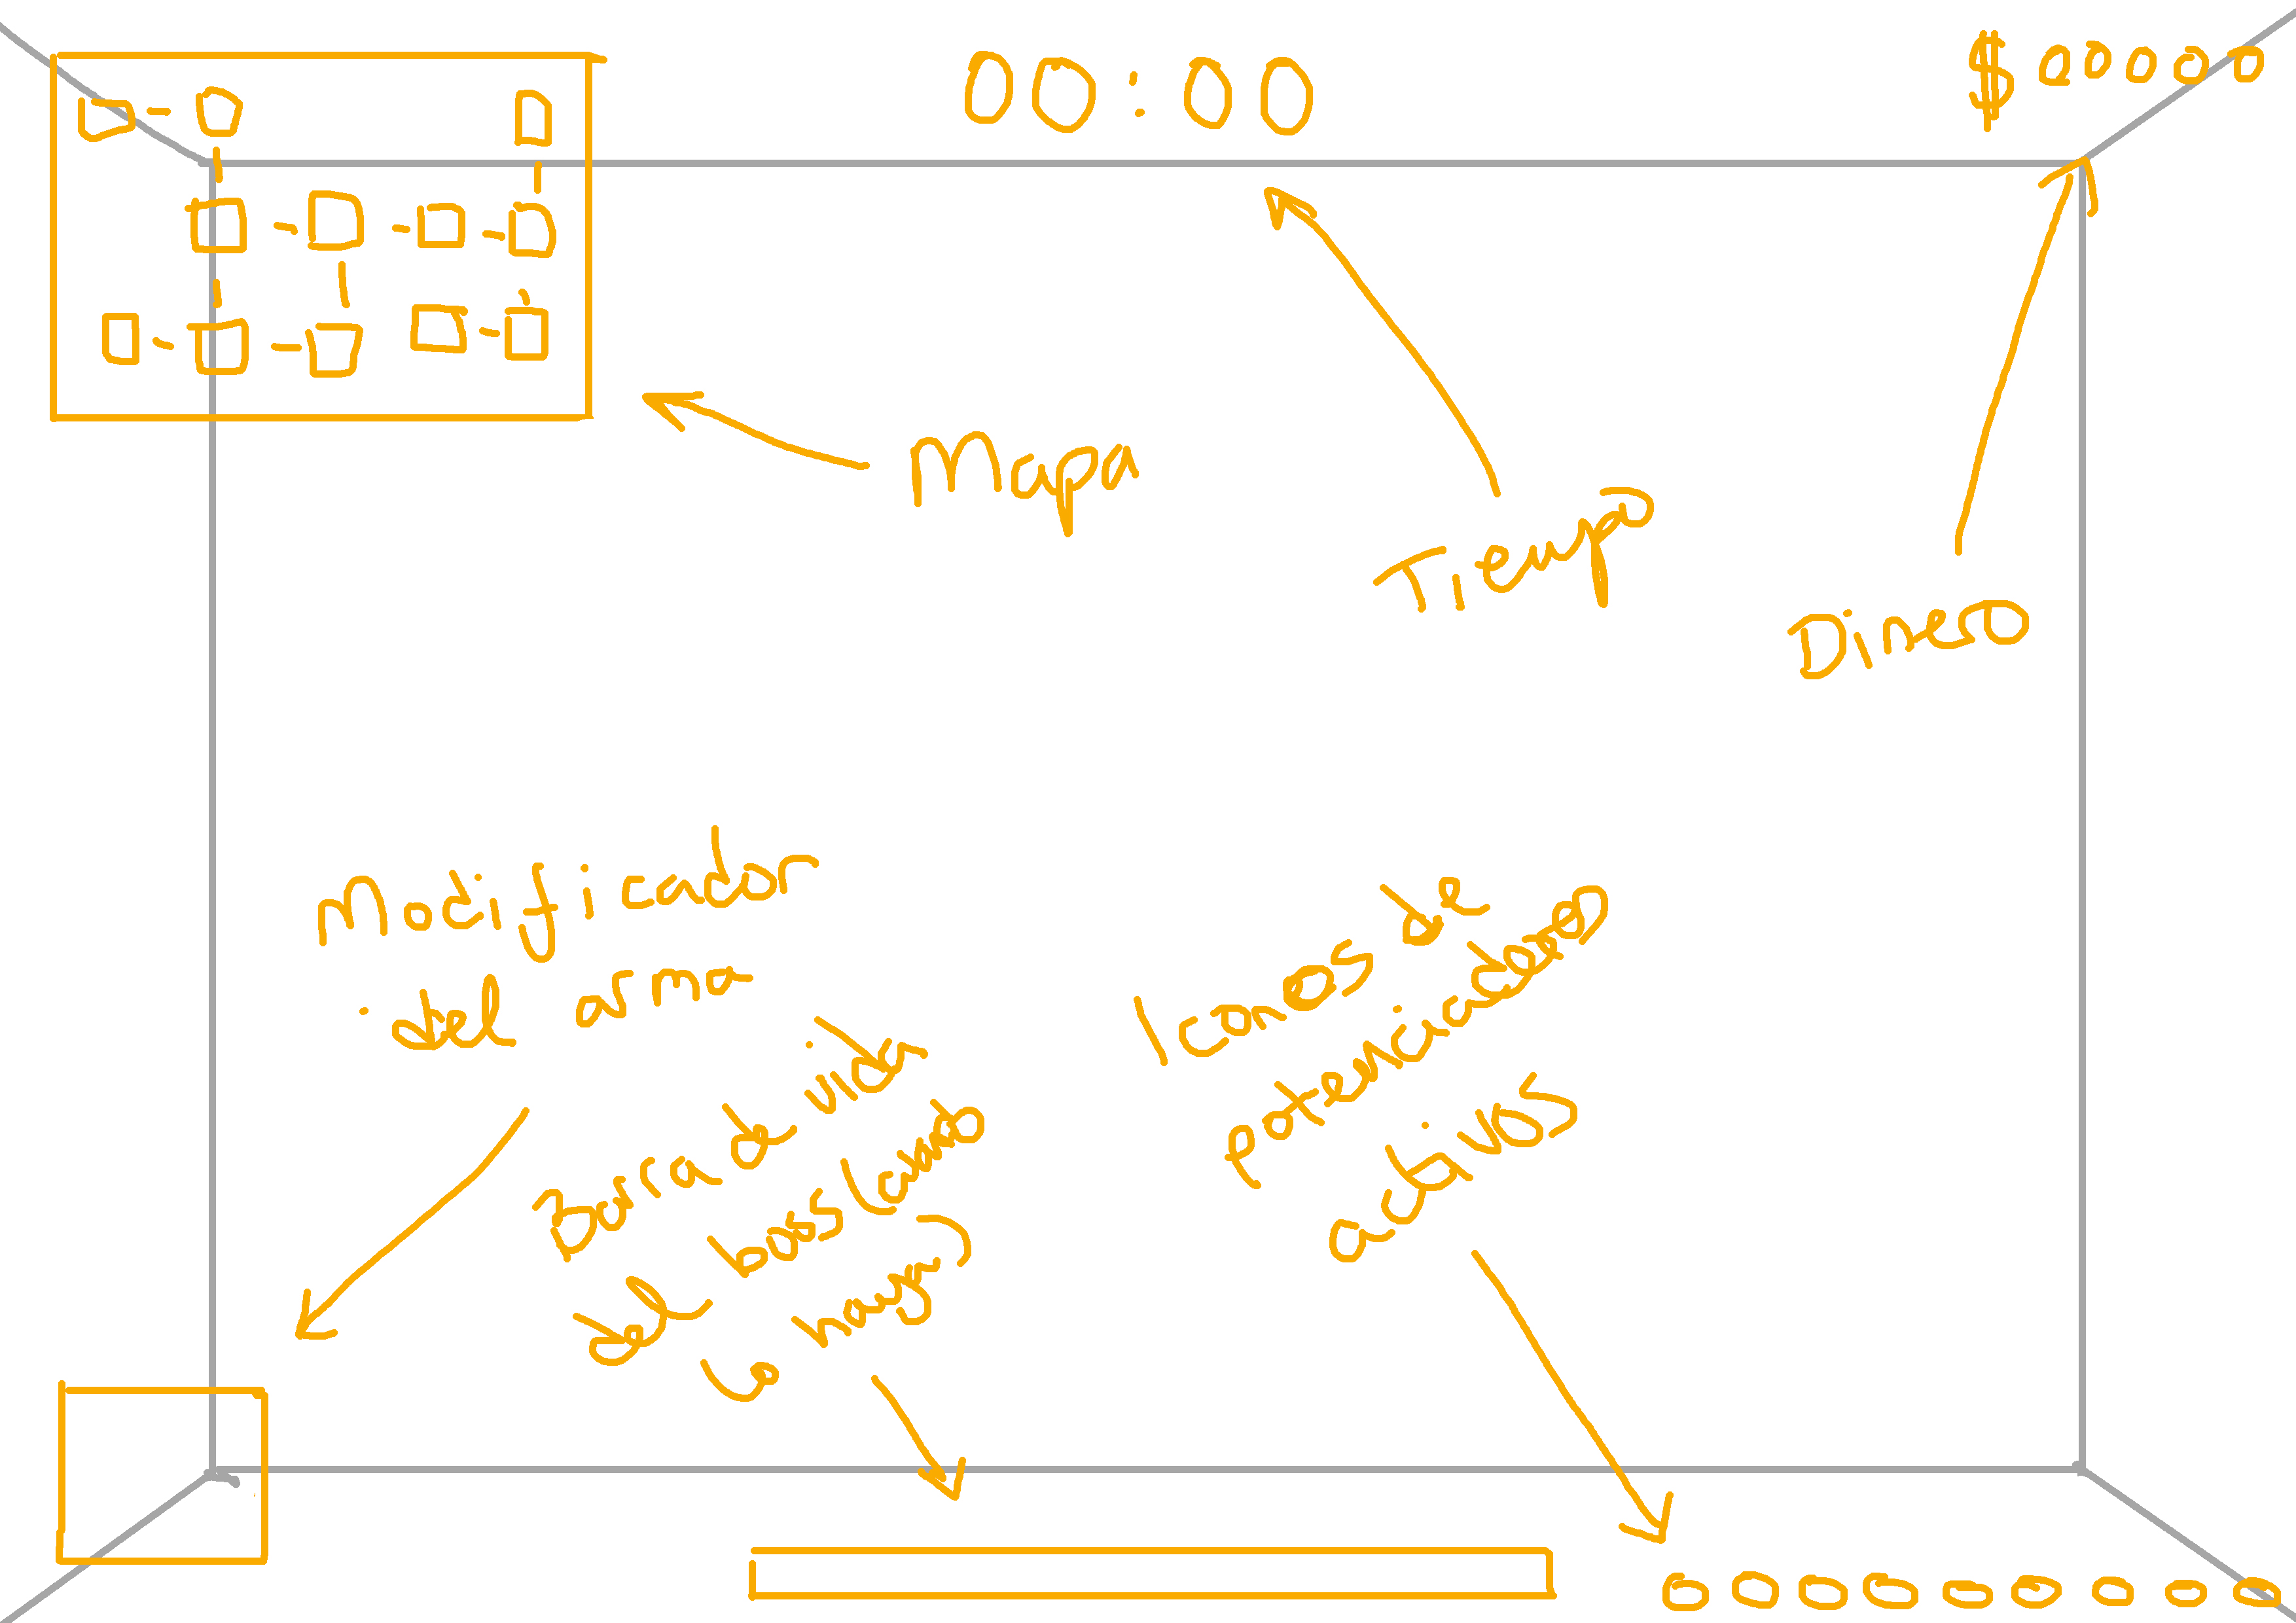 00:00
$ 00000
Mapa
Tiempo
Dinero
Modificador
del arma
Barra de vida
del boss (cuando
lo haya)
Iconos de
potenciadores
activos